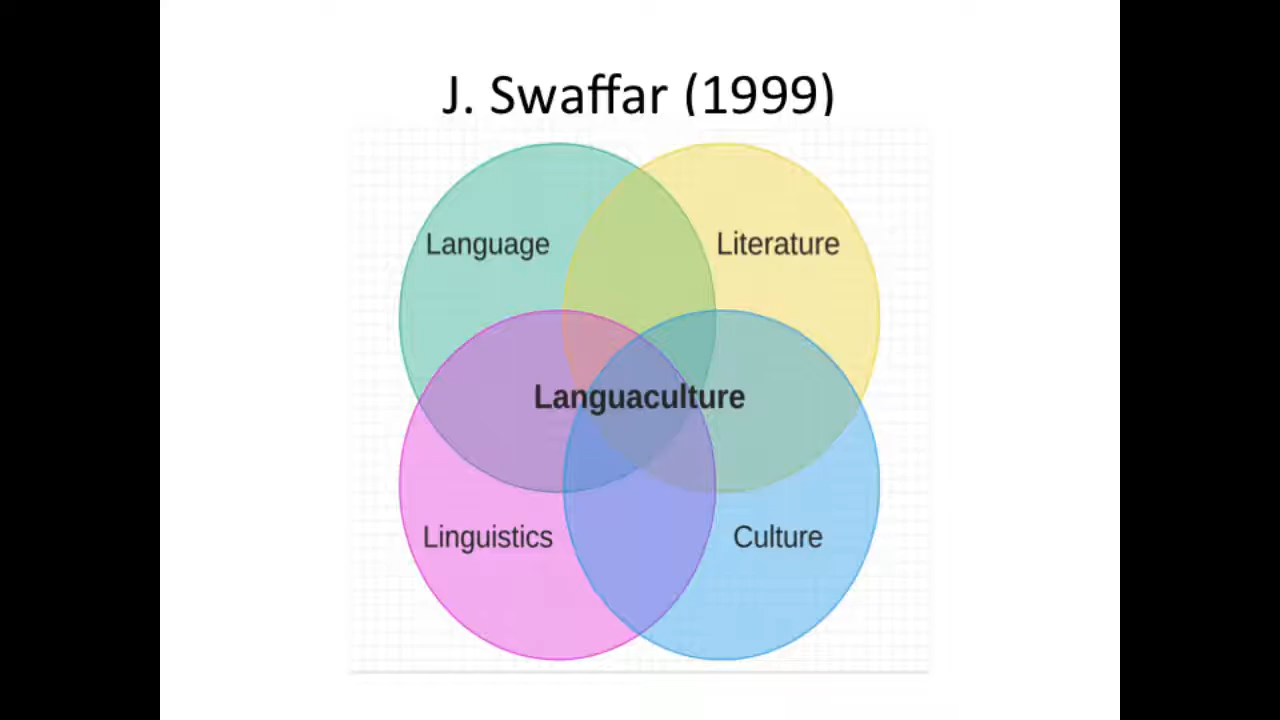 J. Swaffar (1999)
Language
Literature
Languaculture
Linguistics
Culture